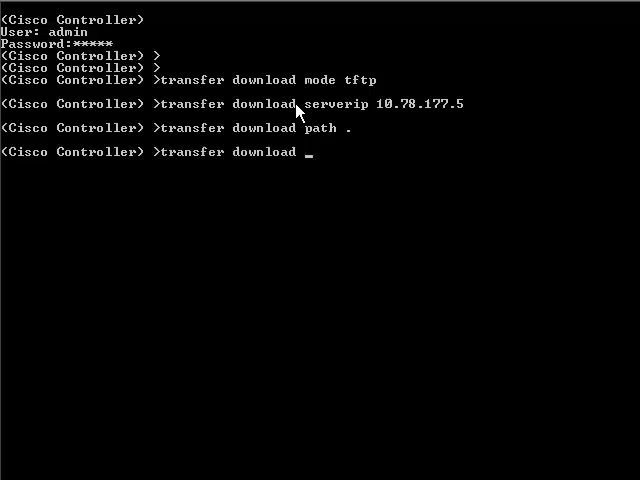 (Cisco Controller)
User: admin
Password:*****
(Cisco Controller) >
(Cisco Controller) >
(Cisco Controller) >transfer download mode tftp
(Cisco Controller) >transfer download serverip 10.78.177.5
(Cisco Controller) >transfer download path .
(Cisco Controller) >transfer download _